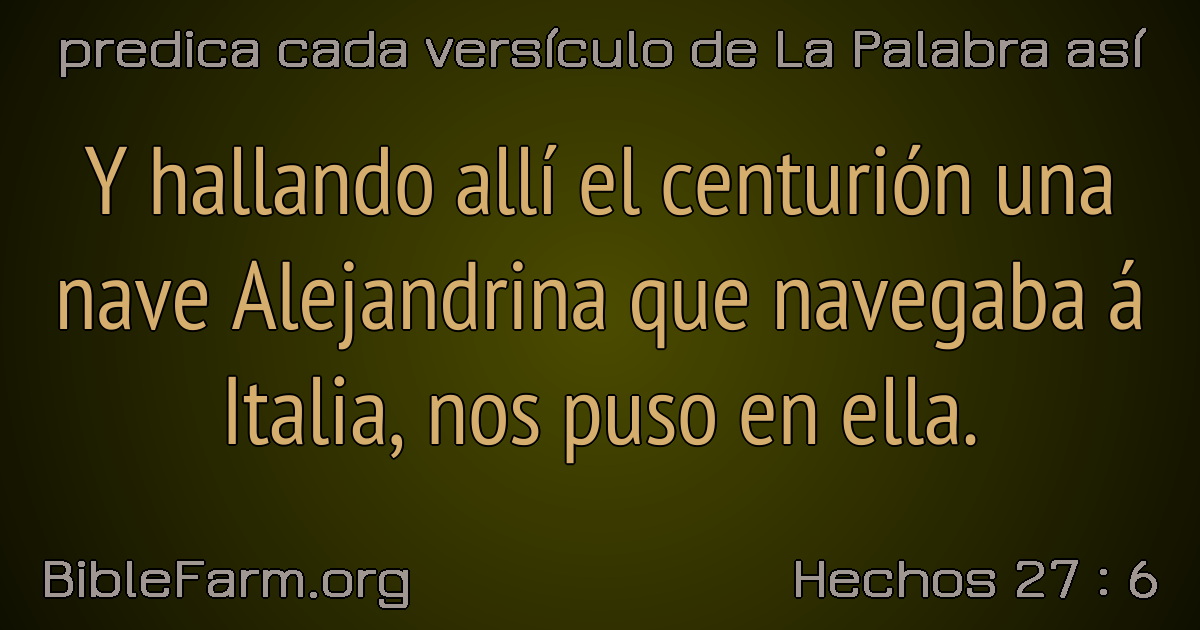 predica cada versículo de La Palabra así
Y hallando allí el centurión una
nave Alejandrina que navegaba á
Italia, nos puso en ella.
BibleFarm.org
Hechos 27 : 6